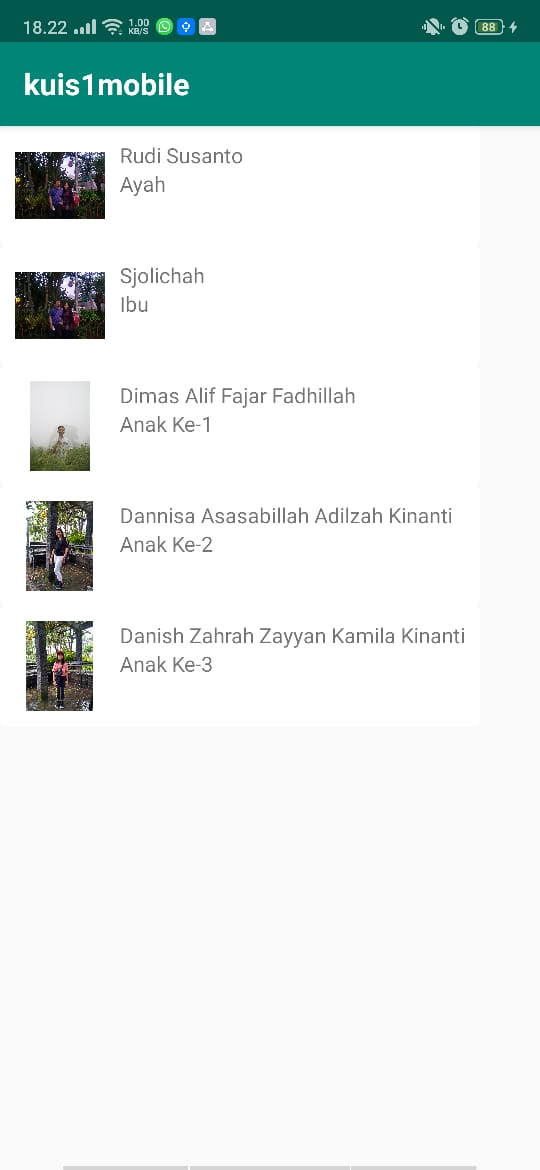 18.22
1.00
KB/S
88
kuis1mobile
Rudi Susanto
Ayah
Sjolichah
Ibu
Dimas Alif Fajar Fadhillah
Anak Ke-1
Dannisa Asasabillah Adilzah Kinanti
Anak Ke-2
Danish Zahrah Zayyan Kamila Kinanti
Anak Ke-3